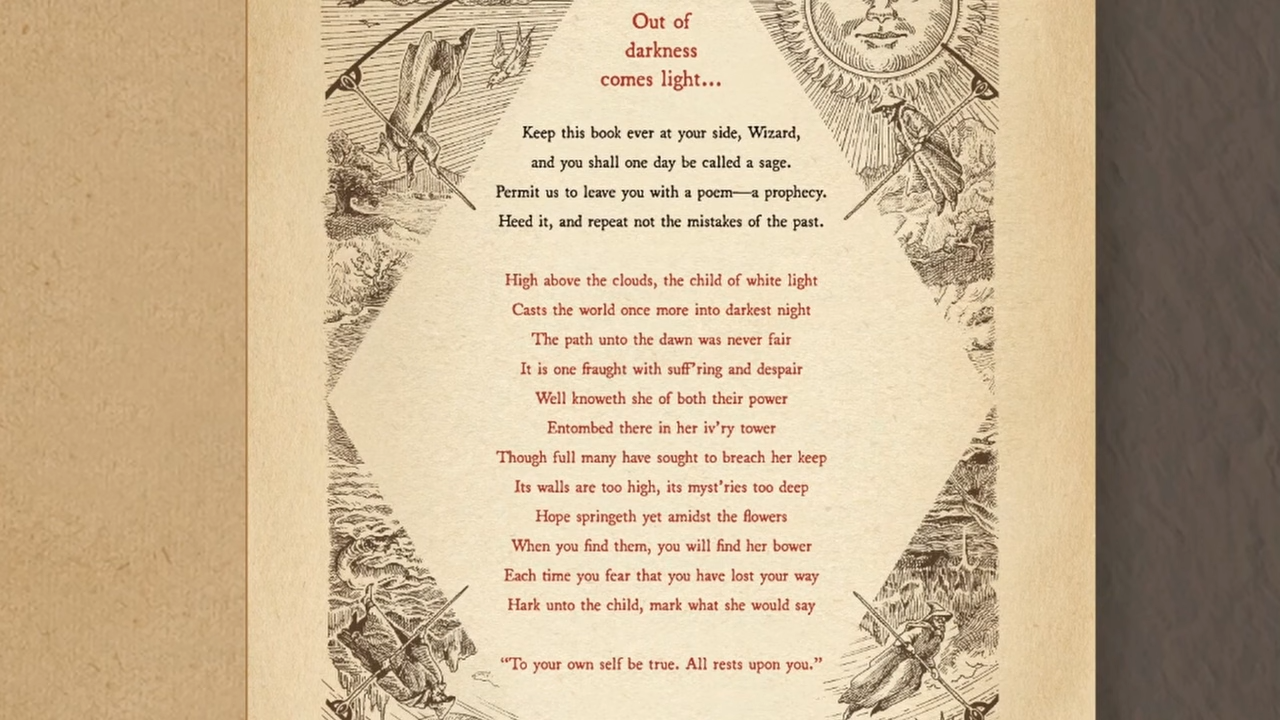 Out of
darkness
comes light...
Keep this book ever at your side, Wizard,
and you shall one day be called a sage.
Permit us to leave you with a poem—a prophecy.
Heed it, and repeat not the mistakes of the past.
High above the clouds, the child of white light
Casts the world once more into darkest night
The path unto the dawn was never fair
It is one fraught with suff'ring and despair
Well knoweth she of both their power
Entombed there in her iv'ry tower
Though full many have sought to breach her keep
Its walls are too high, its myst'ries too deep
Hope springeth yet amidst the flowers
When you find them, you will find her bower
Each time you fear that you have lost your way
Hark unto the child, mark what she would say
“To your own self be true. All rests upon you.”